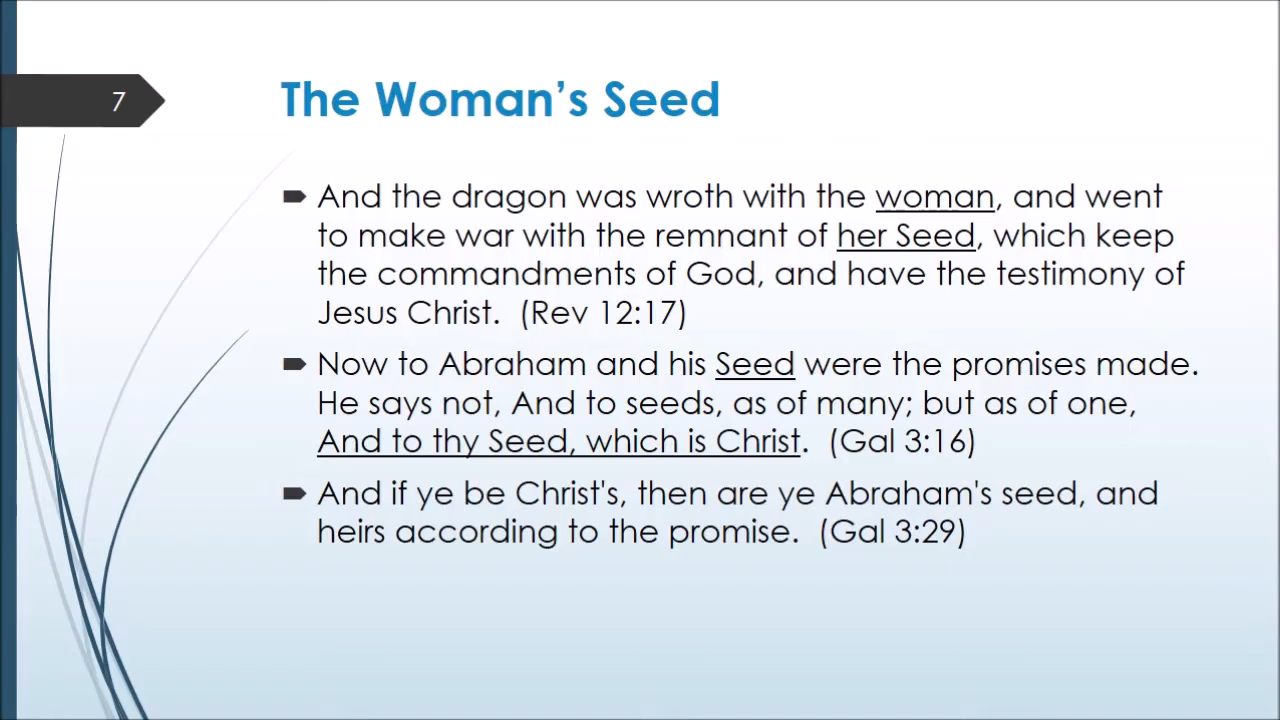 7
The Woman's Seed
And the dragon was wroth with the woman, and went
to make war with the remnant of her Seed, which keep
the commandments of God, and have the testimony of
Jesus Christ.  (Rev 12:17)
Now to Abraham and his Seed were the promises made.
He says not, And to seeds, as of many; but as of one,
And to thy Seed, which is Christ.  (Gal 3:16)
And if ye be Christ's, then are ye Abraham's seed, and
heirs according to the promise.  (Gal 3:29)